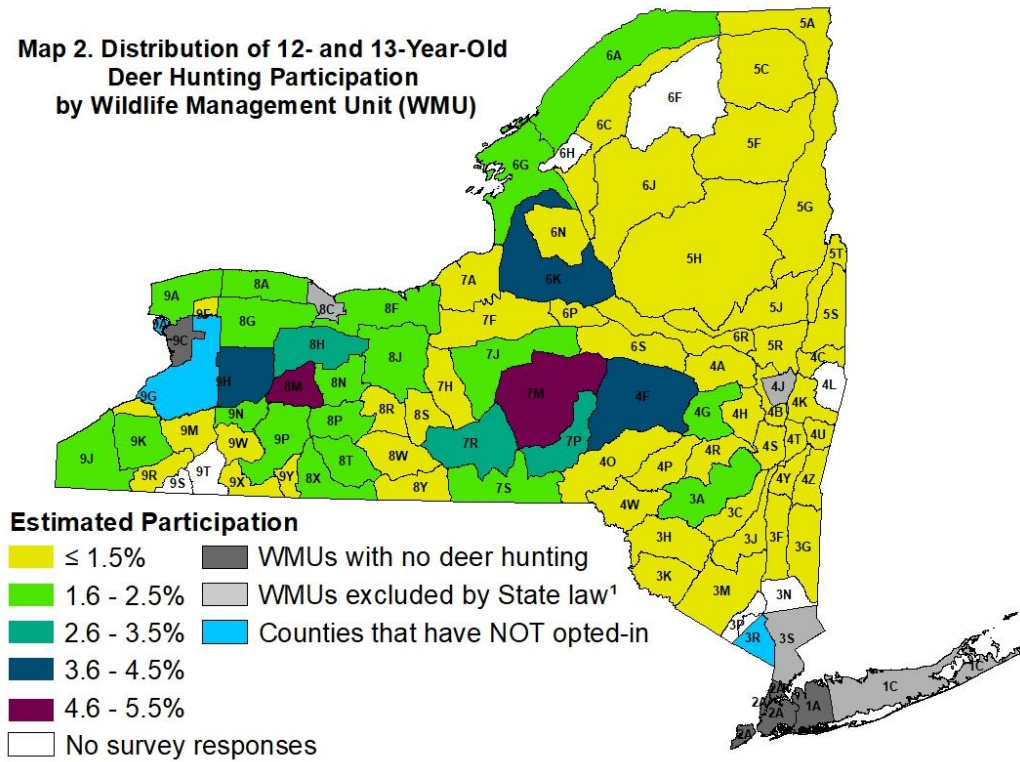 Map 2. Distribution of 12- and 13-Year-Old
Deer Hunting Participation
by Wildlife Management Unit (WMU)
5A
6A
5C
6F
6C
6H
5F
6G
6J
5G
6N
5H
5T
6K
7A
9A
8A
8C
8F
9F
8G
7F
6P
5J
5S
9A
9C
8H
8J
7J
6S
6R
5R
4C
9H
8M
8N
7H
7M
4F
4A
4J
4L
9G
9N
8P
8R
8S
4G
4H
4B
4K
9J
9K
9M
9W
9P
8T
8W
7R
7P
4O
4P
4R
4S
4T
4U
9R
9S
9T
9X
9Y
8X
8Y
7S
4W
3A
3C
4Y
4Z
3H
3J
3F
3G
3K
3M
3N
3P
3R
3S
1C
1C
2A
2A
2A
1A
2A
Estimated Participation
≤ 1.5%
1.6 - 2.5%
2.6 - 3.5%
3.6 - 4.5%
4.6 - 5.5%
No survey responses
WMUs with no deer hunting
WMUs excluded by State law¹
Counties that have NOT opted-in